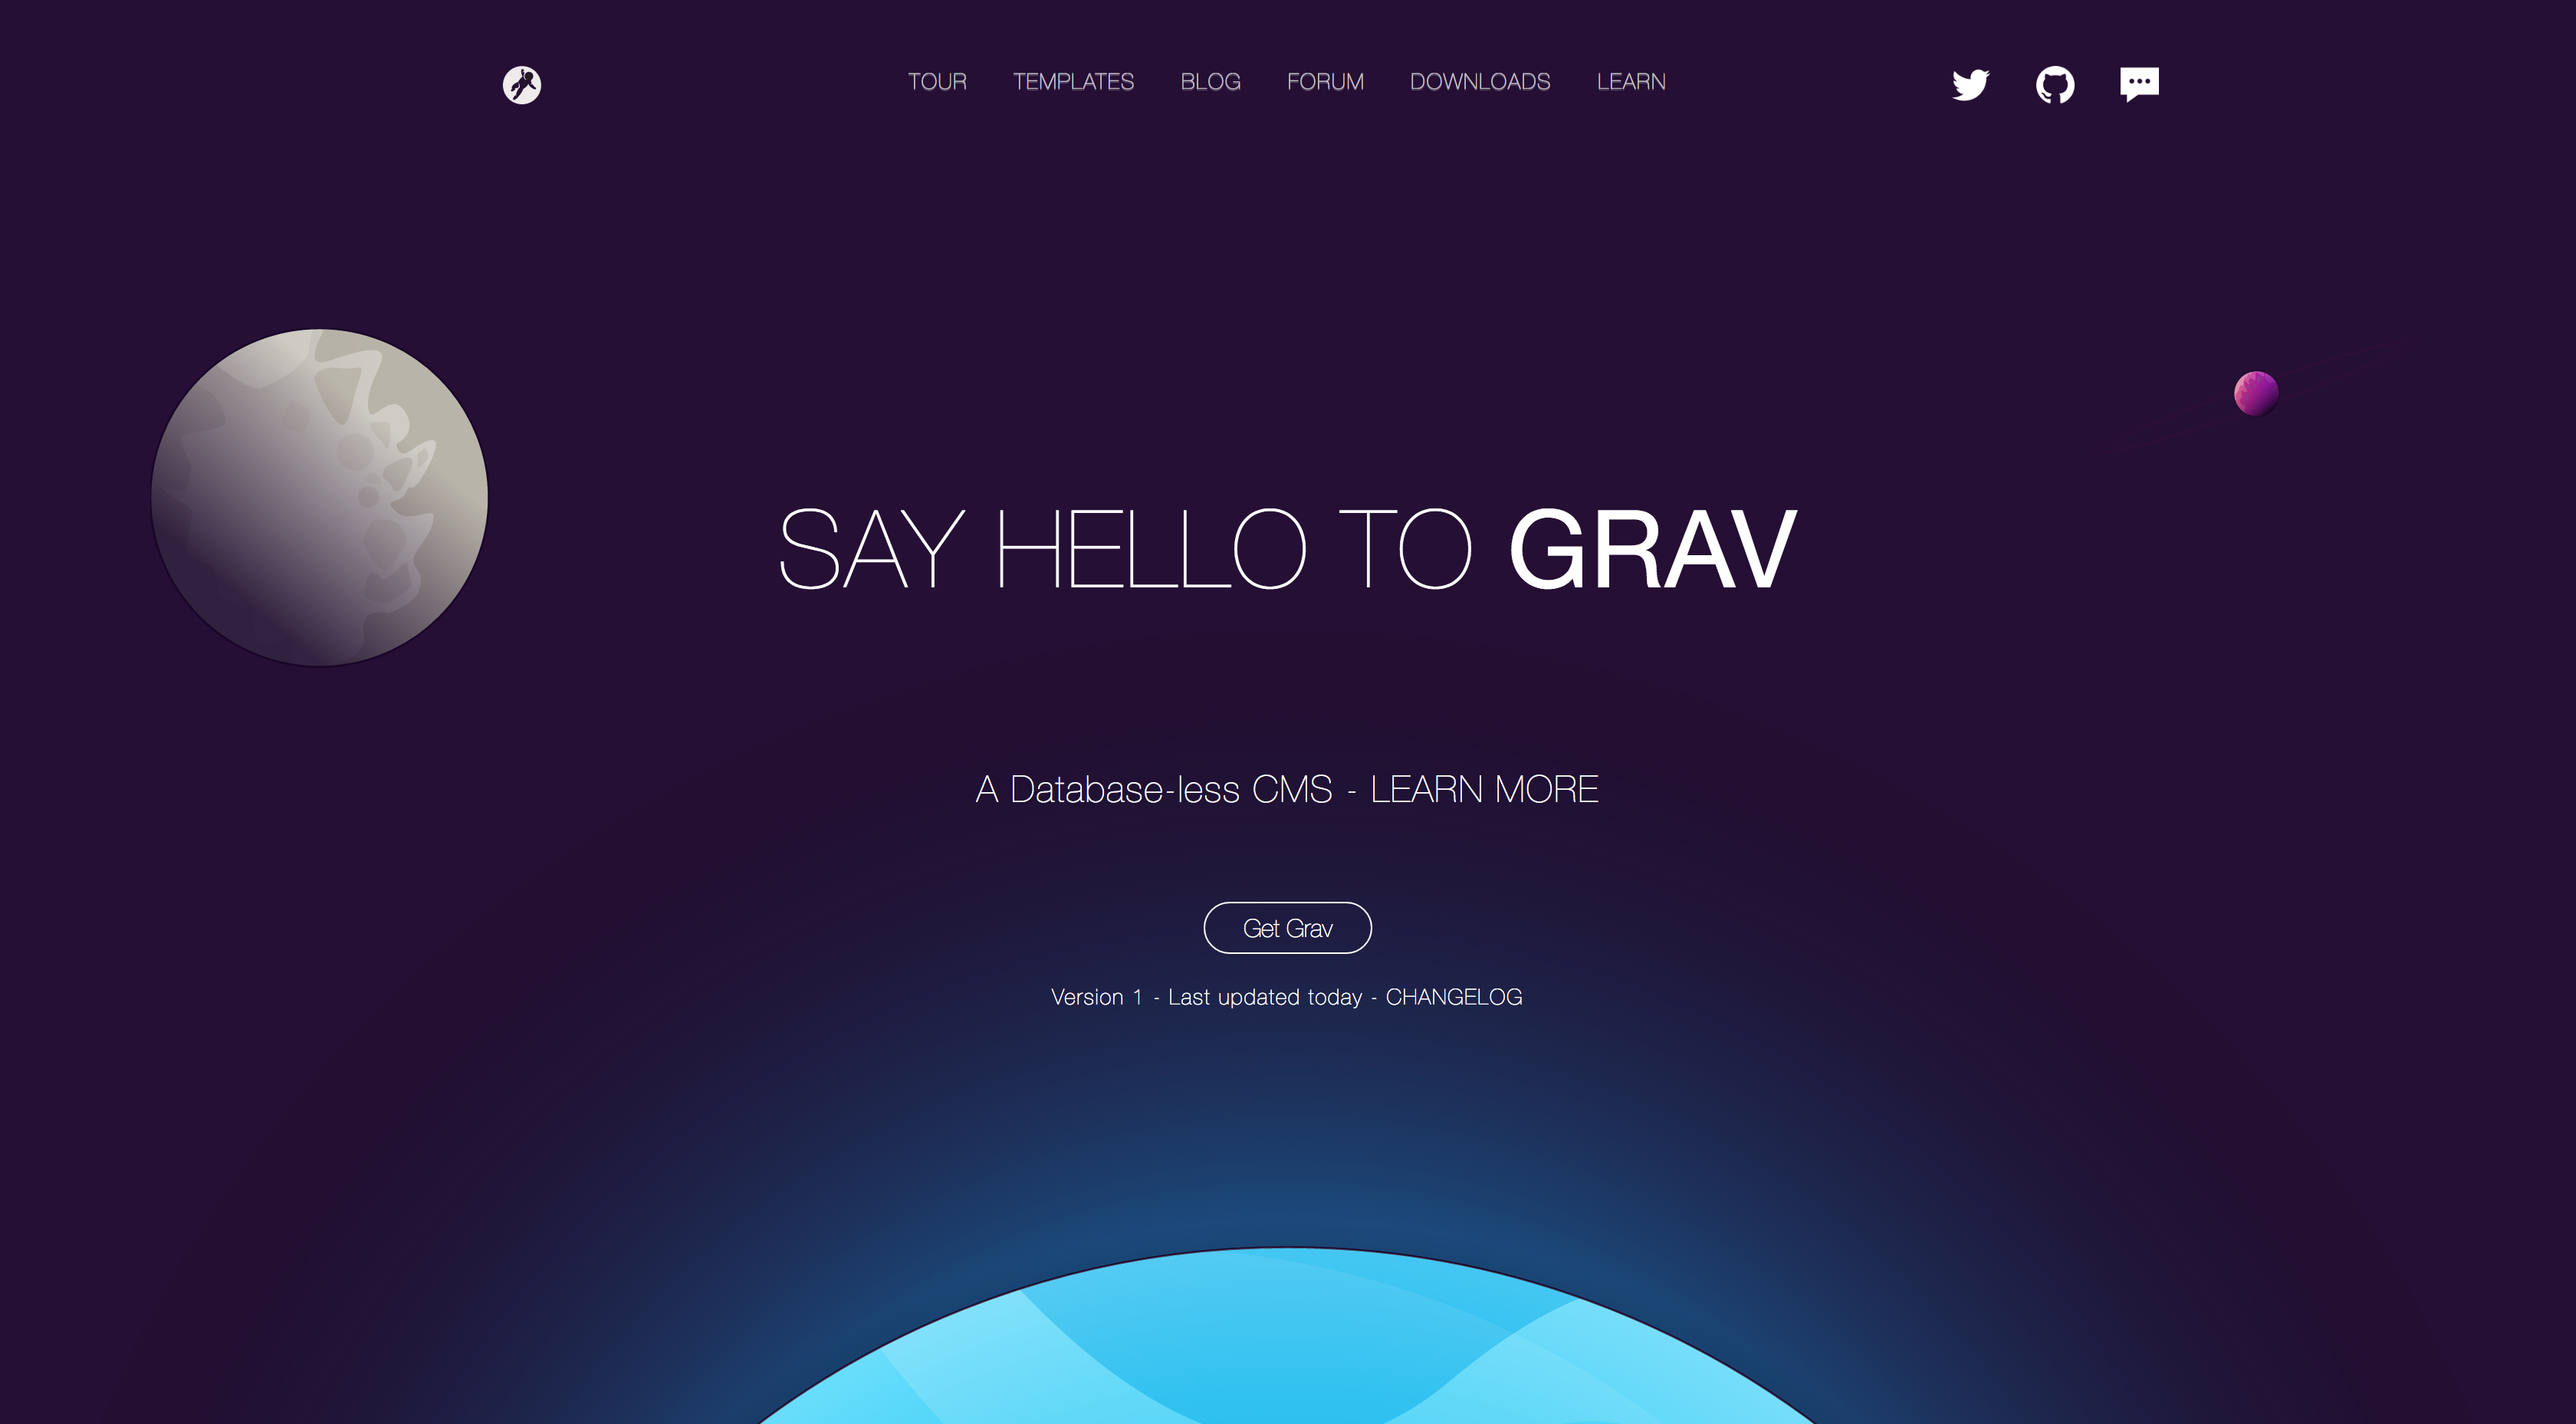 TOUR TEMPLATES BLOG FORUM DOWNLOADS LEARN
SAY HELLO TO GRAV
A Database-less CMS - LEARN MORE
Get Grav
Version 1 - Last updated today - CHANGELOG